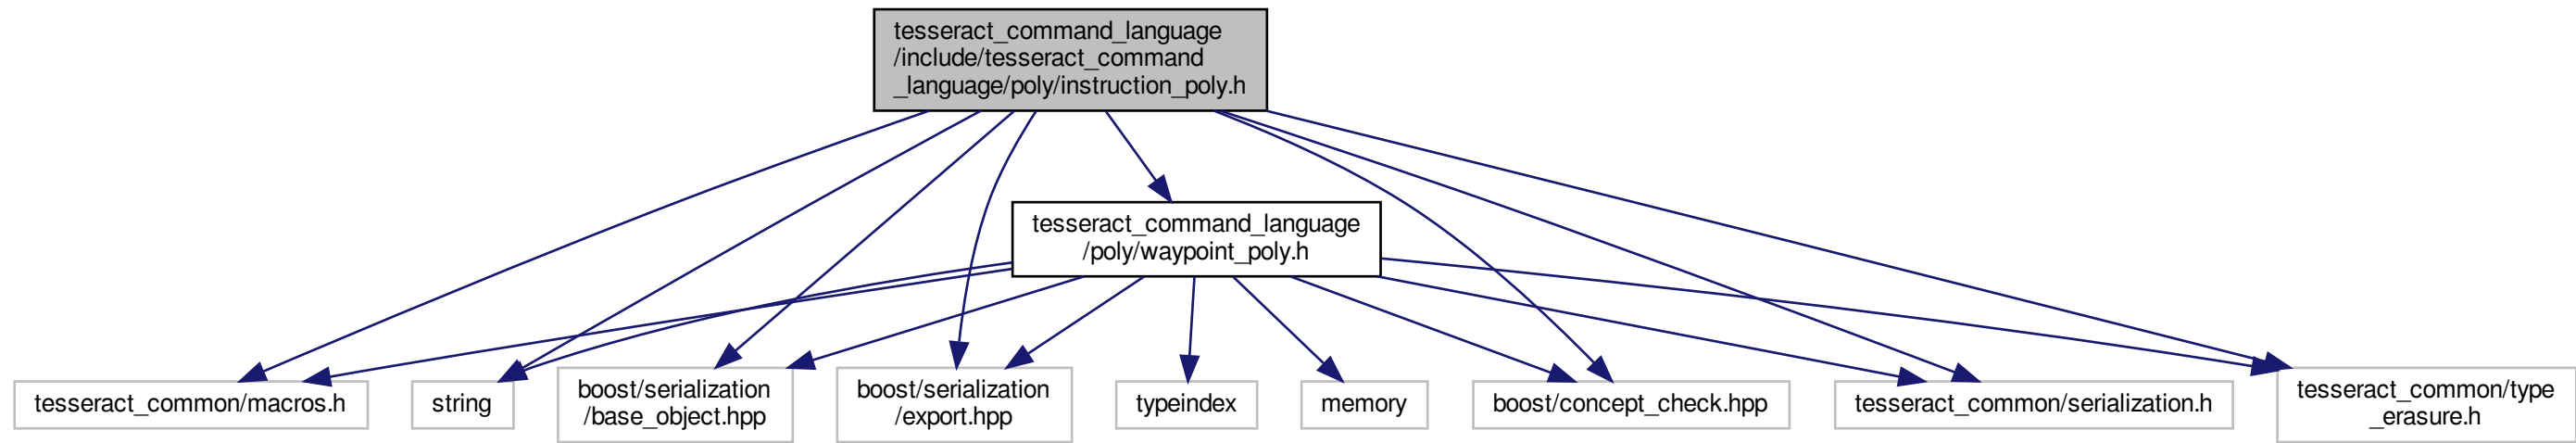 tesseract_command_language
/include/tesseract_command
_language/poly/instruction_poly.h
tesseract_command_language
/poly/waypoint_poly.h
tesseract_common/macros.h
string
boost/serialization
/base_object.hpp
boost/serialization
/export.hpp
typeindex
memory
boost/concept_check.hpp
tesseract_common/serialization.h
tesseract_common/type
_erasure.h